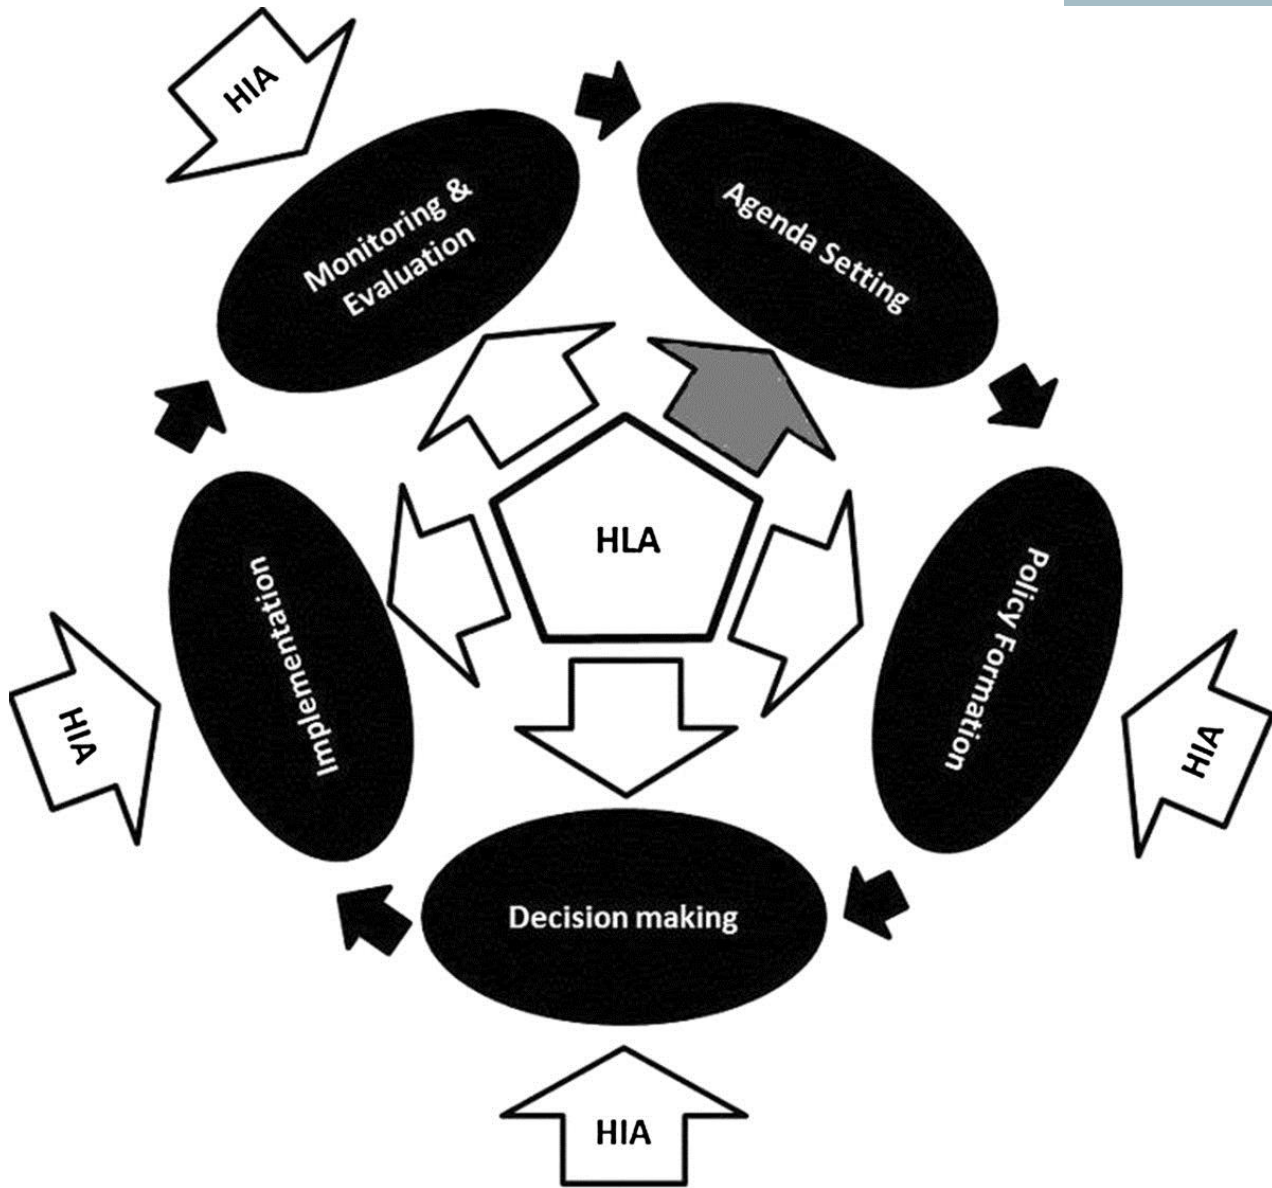 HIA
Monitoring &
Evaluation
Agenda Setting
HLA
Implementation
Policy Formation
HIA
HIA
Decision making
HIA